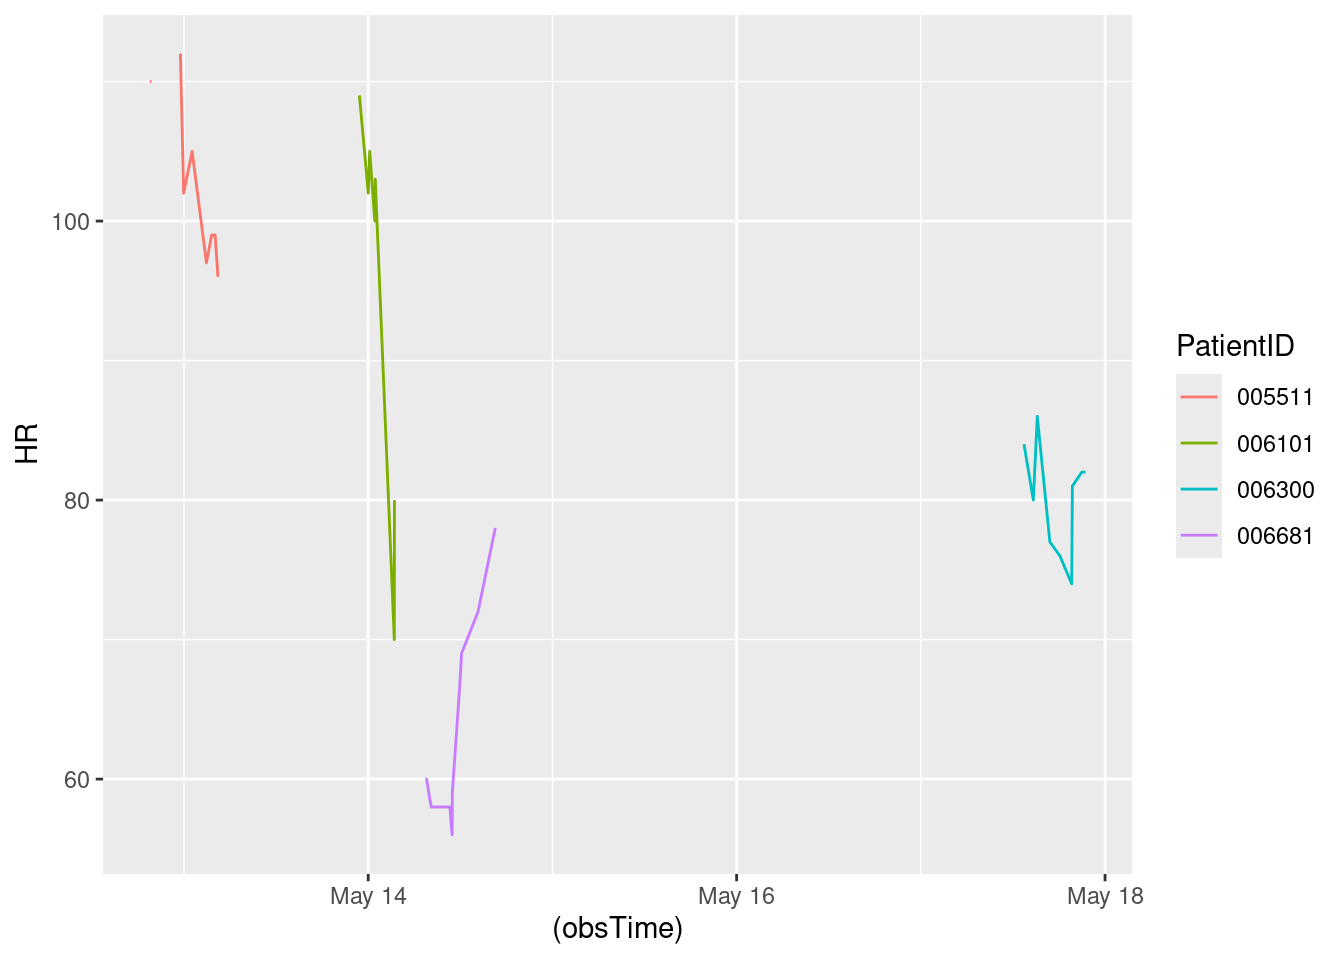 HR
100
80
60
May 14
May 16
May 18
(obsTime)
PatientID
005511
006101
006300
006681